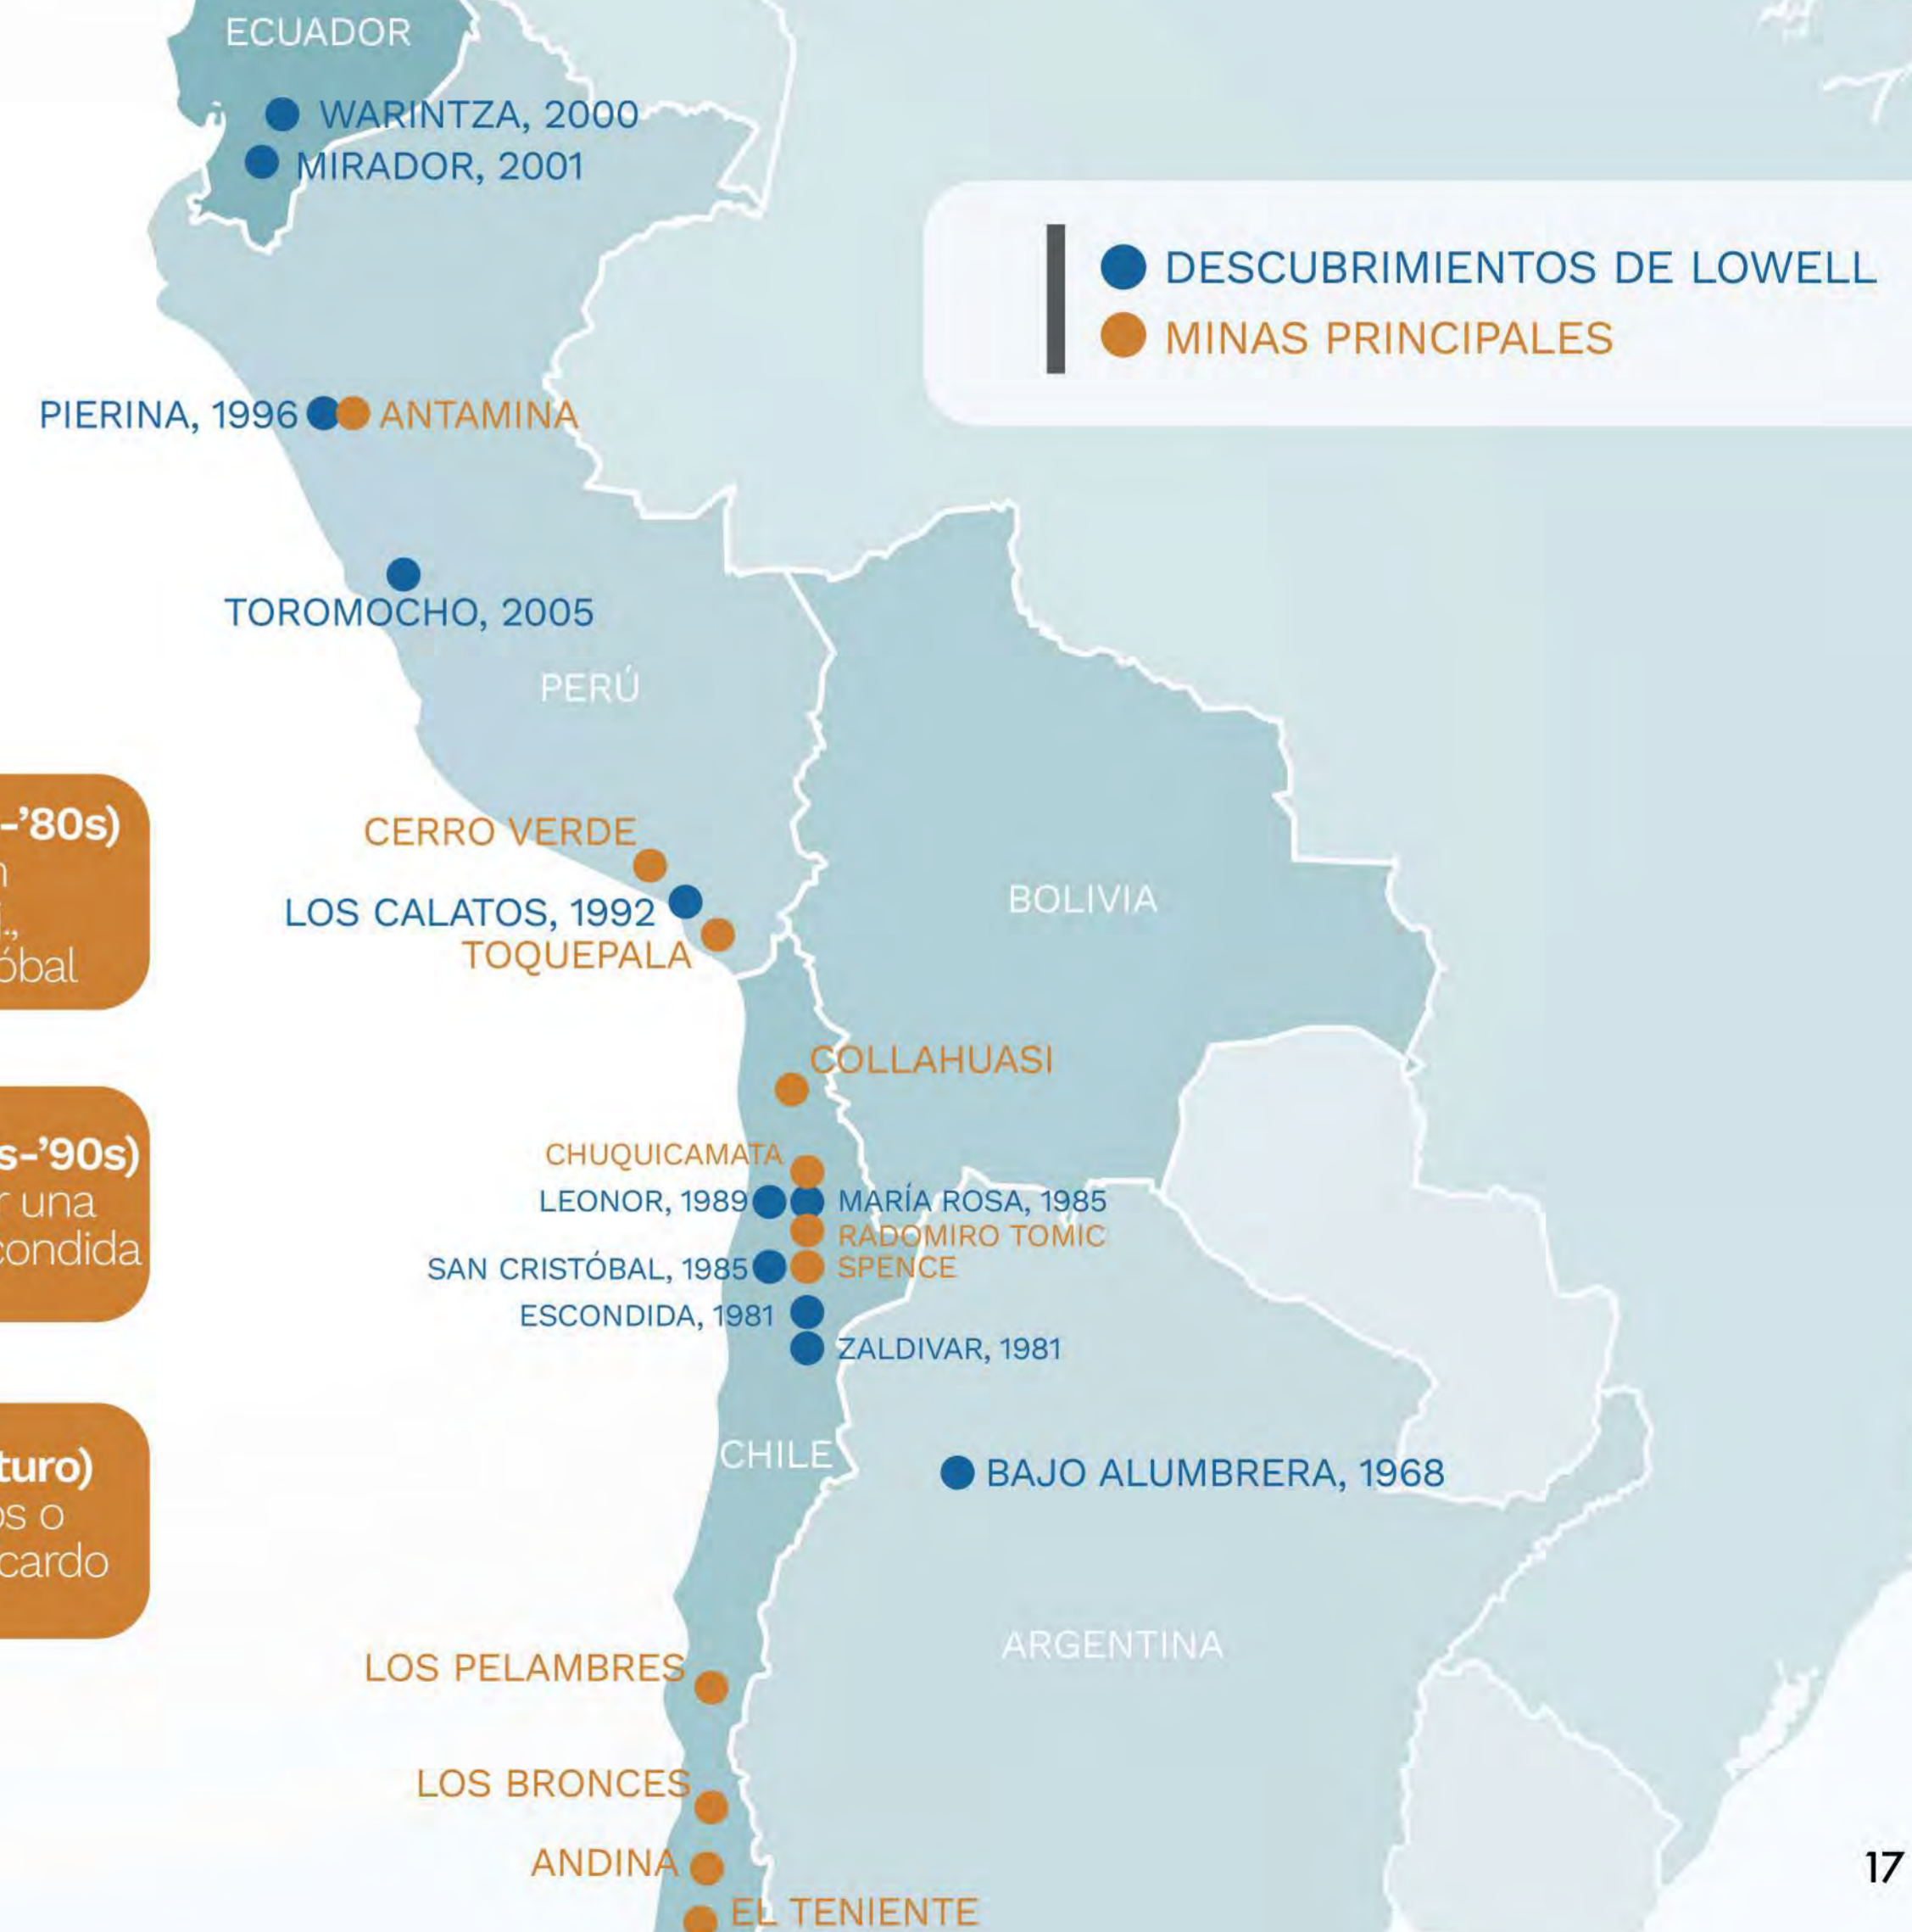 ECUADOR
WARINTZA, 2000
MIRADOR, 2001
DESCUBRIMIENTOS DE LOWELL
MINAS PRINCIPALES
PIERINA, 1996
ANTAMINA
TOROMOCHO, 2005
PERÚ
-’80s)
óbal
CERRO VERDE
LOS CALATOS, 1992
TOQUEPALA
BOLIVIA
COLLAHUASI
s-’90s)
r una
condida
CHUQUICAMATA
LEONOR, 1989
MARÍA ROSA, 1985
RADOMIRO TOMIC
SAN CRISTÓBAL, 1985
SPENCE
ESCONDIDA, 1981
ZALDIVAR, 1981
CHILE
BAJO ALUMBRERA, 1968
turo)
os o
cardo
ARGENTINA
LOS PELAMBRES
LOS BRONCES
ANDINA
EL TENIENTE
17